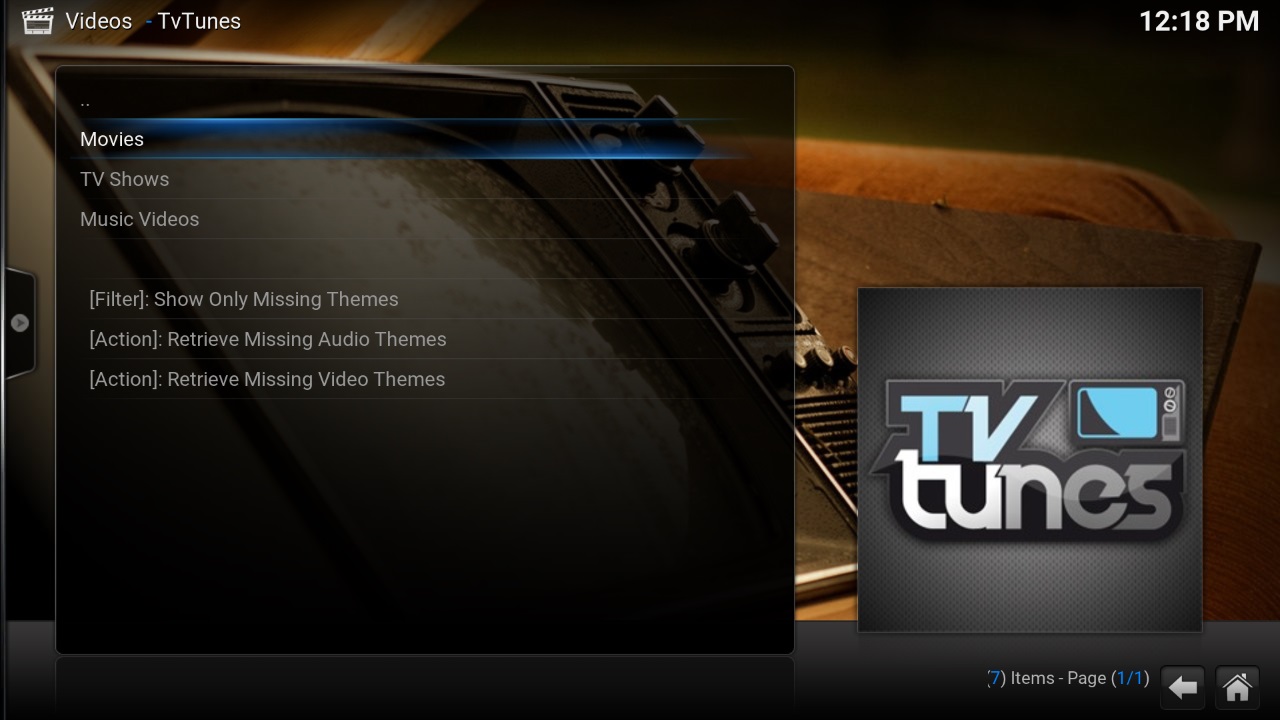 Videos - TvTunes
12:18 PM
..
Movies
TV Shows
Music Videos
[Filter]: Show Only Missing Themes
[Action]: Retrieve Missing Audio Themes
[Action]: Retrieve Missing Video Themes
TV
tunes
(7) Items - Page (1/1)